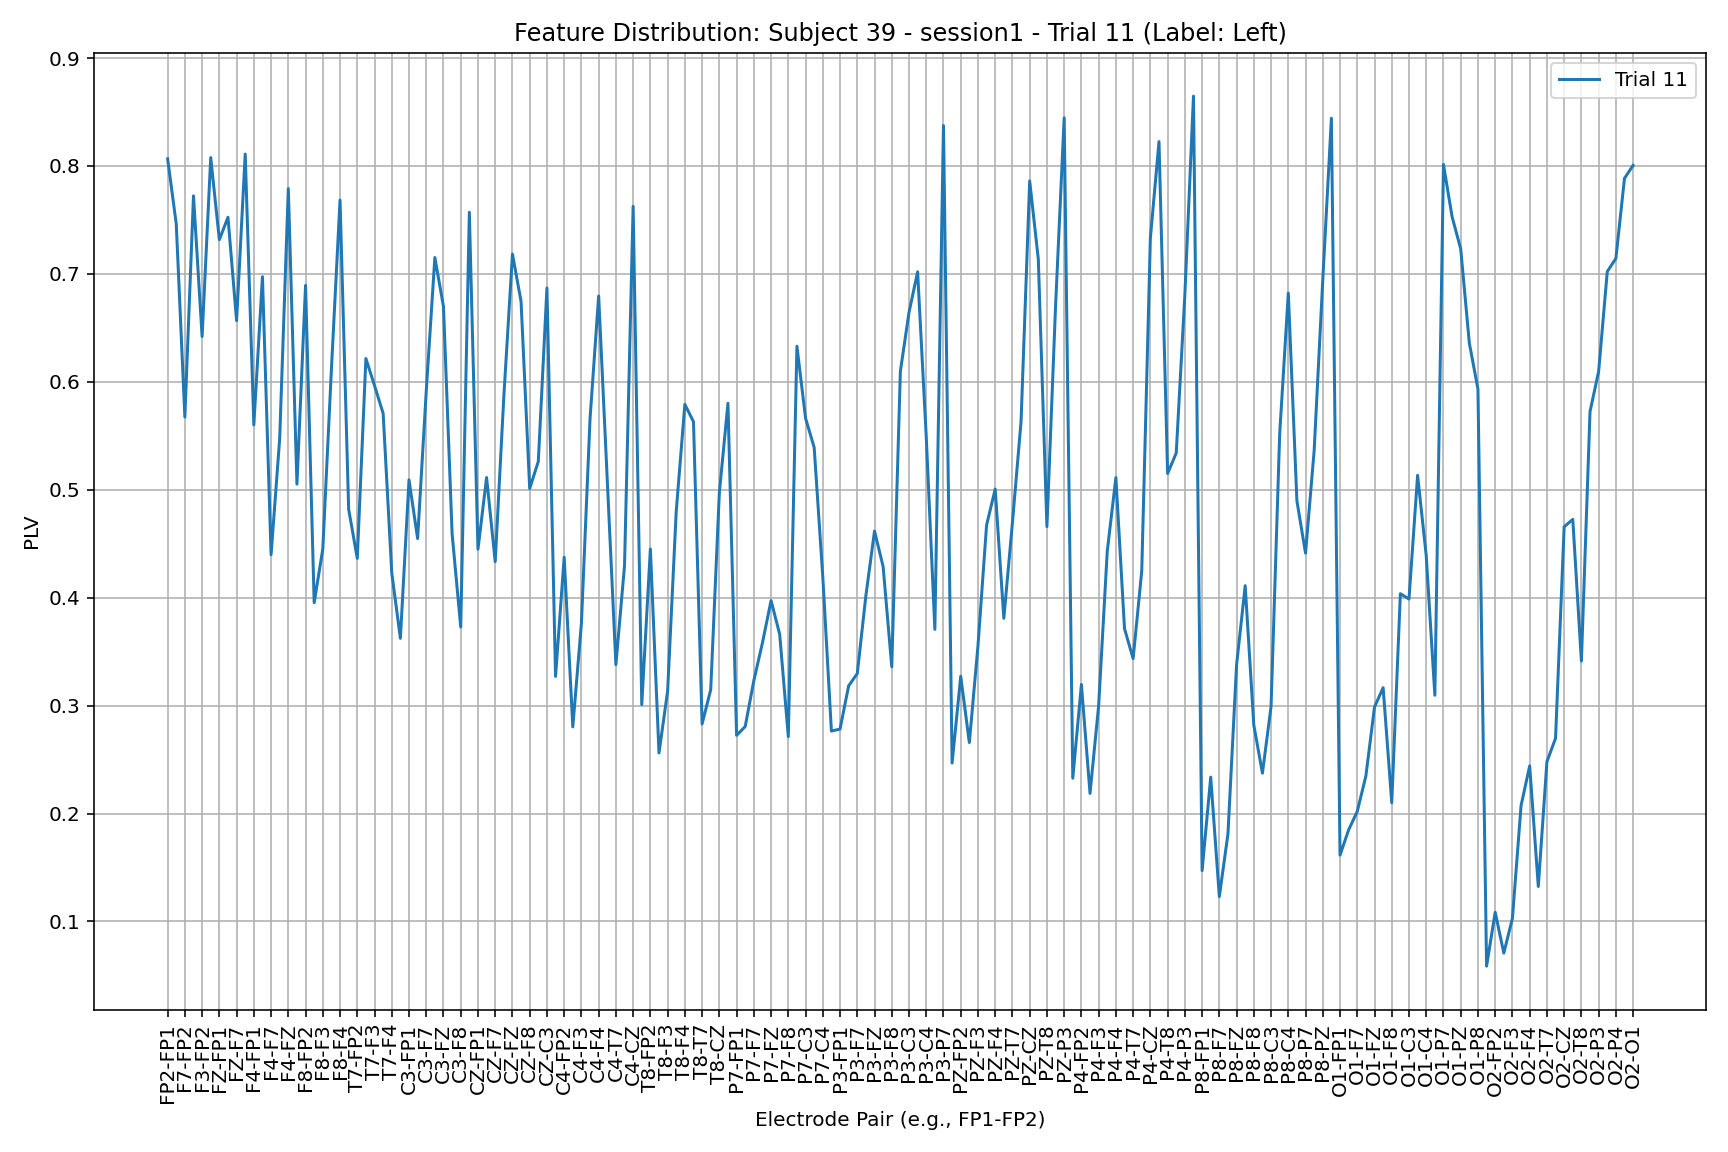 Feature Distribution: Subject 39 - session1 - Trial 11 (Label: Left)
Trial 11
0.9
0.8
0.7
0.6
0.5
0.4
0.3
0.2
0.1
PLV
FP2-FP1
F7-FP2
F3-FP2
FZ-FP1
FZ-F7
F4-FP1
F4-F7
F4-FZ
F8-FP2
F8-F3
F8-F4
T7-FP2
T7-F3
T7-F4
C3-FP1
C3-F7
C3-FZ
C3-F8
CZ-FP1
CZ-F7
CZ-FZ
CZ-F8
CZ-C3
C4-FP2
C4-F3
C4-F4
C4-T7
C4-CZ
T8-FP2
T8-F3
T8-F4
T8-T7
T8-CZ
P7-FP1
P7-F7
P7-FZ
P7-F8
P7-C3
P7-C4
P3-FP1
P3-F7
P3-FZ
P3-F8
P3-C3
P3-C4
P3-P7
PZ-FP2
PZ-F3
PZ-F4
PZ-T7
PZ-CZ
PZ-T8
PZ-P3
P4-FP2
P4-F3
P4-F4
P4-T7
P4-CZ
P4-T8
P4-P3
P8-FP1
P8-F7
P8-FZ
P8-F8
P8-C3
P8-C4
P8-P7
P8-PZ
O1-FP1
O1-F7
O1-FZ
O1-F8
O1-C3
O1-C4
O1-P7
O1-PZ
O1-P8
O2-FP2
O2-F3
O2-F4
O2-T7
O2-CZ
O2-T8
O2-P3
O2-P4
O2-O1
Electrode Pair (e.g., FP1-FP2)